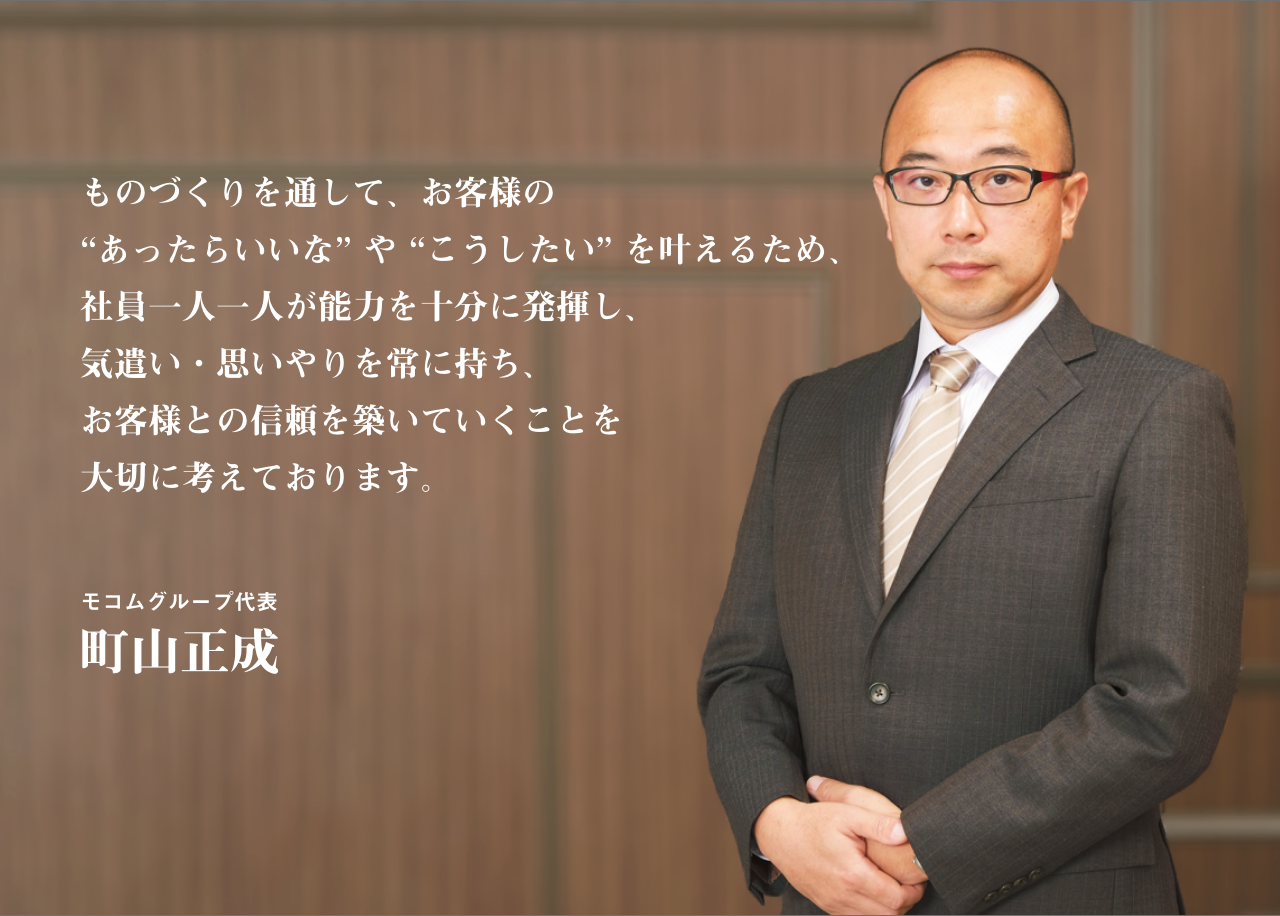 ものづくりを通して、お客様の
“あったらいいな” や “こうしたい” を叶えるため、
社員一人一人が能力を十分に発揮し、
気遣い・思いやりを常に持ち、
お客様との信頼を築いていくことを
大切に考えております。
モコムグループ代表
町山正成